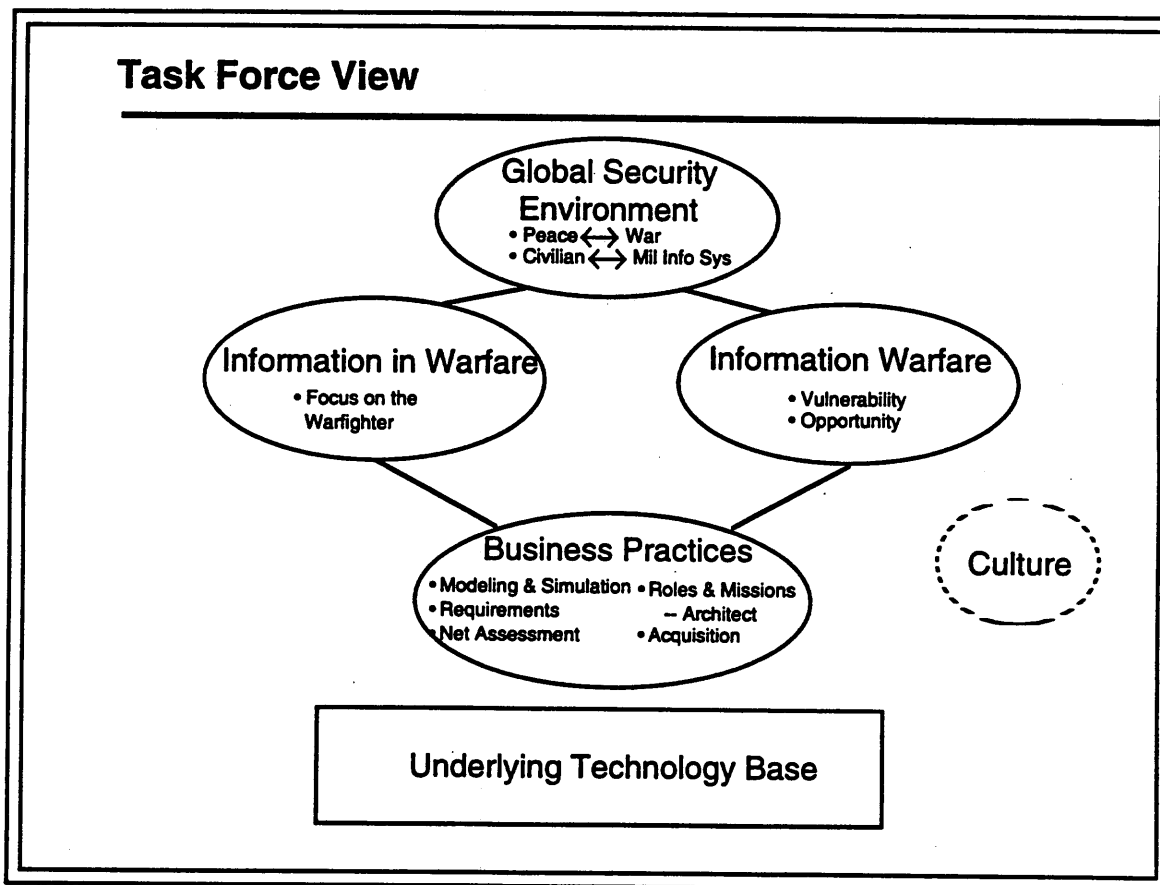 Task Force View
Global Security
Environment
• Peace ⟷ War
• Civilian ⟷ Mil Info Sys
Information in Warfare
• Focus on the
Warfighter
Information Warfare
• Vulnerability
• Opportunity
Business Practices
• Modeling & Simulation
• Requirements
• Net Assessment
• Roles & Missions
– Architect
• Acquisition
Culture
Underlying Technology Base